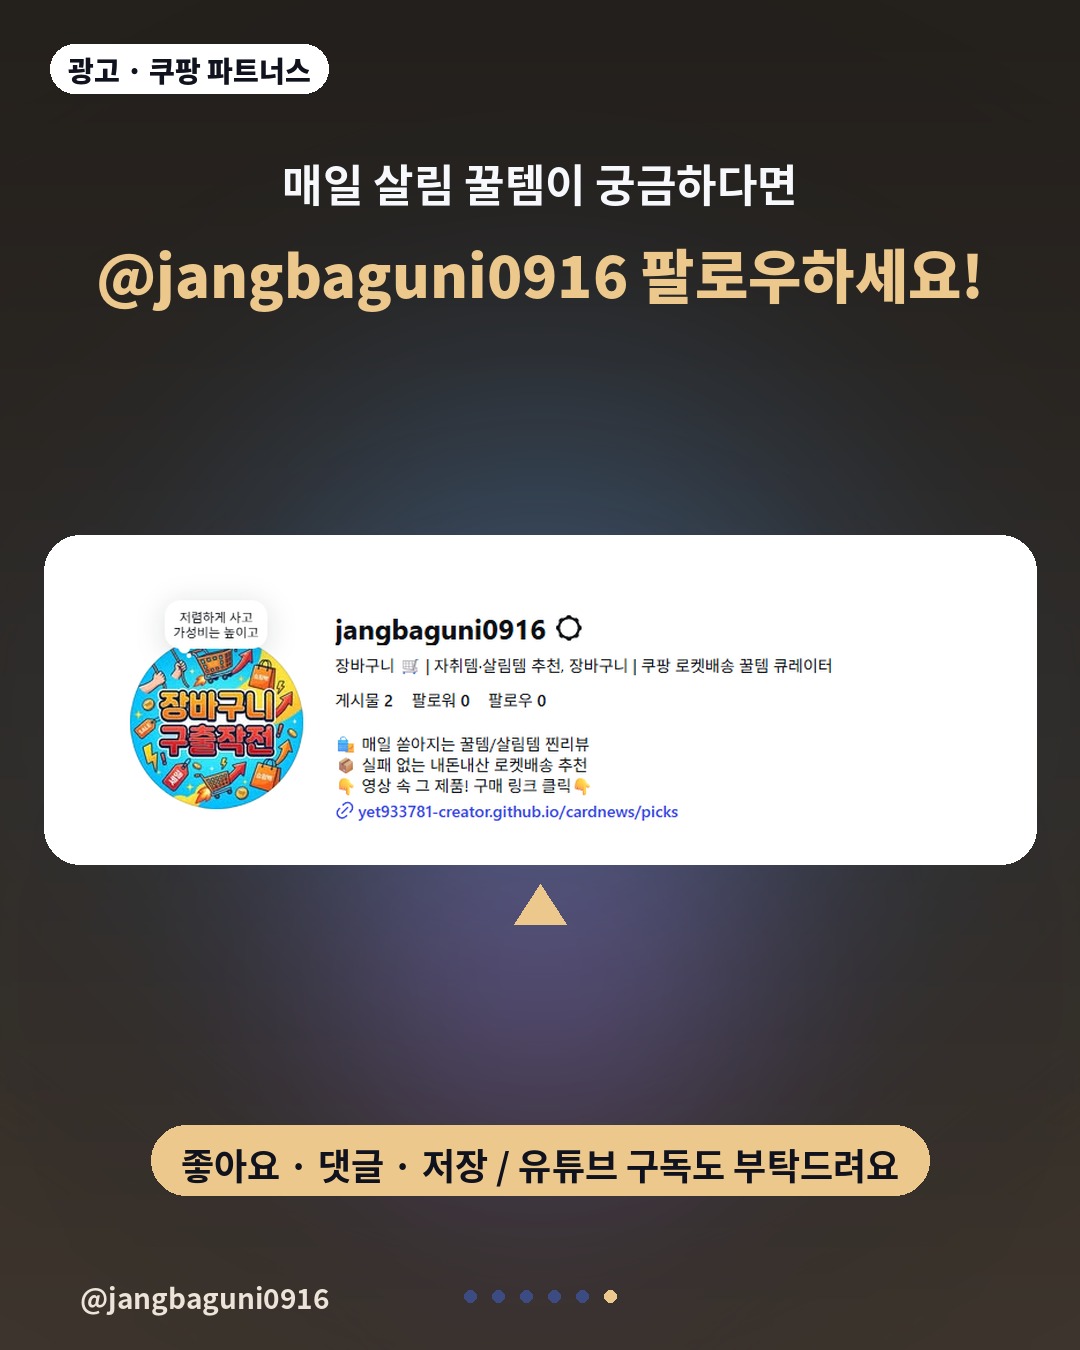 광고 · 쿠팡 파트너스
매일 살림 꿀템이 궁금하다면
@jangbaguni0916 팔로우하세요!
저렴하게 사고
가성비는 높이고
장바구니
구출작전
세일
jangbaguni0916
장바구니 🛒 | 자취템·살림템 추천, 장바구니 | 쿠팡 로켓배송 꿀템 큐레이터
게시물 2 팔로워 0 팔로우 0
🛍️ 매일 쏟아지는 꿀템/살림템 찐리뷰
📦 실패 없는 내돈내산 로켓배송 추천
👇 영상 속 그 제품! 구매 링크 클릭👇
yet933781-creator.github.io/cardnews/picks
좋아요 · 댓글 · 저장 / 유튜브 구독도 부탁드려요
@jangbaguni0916